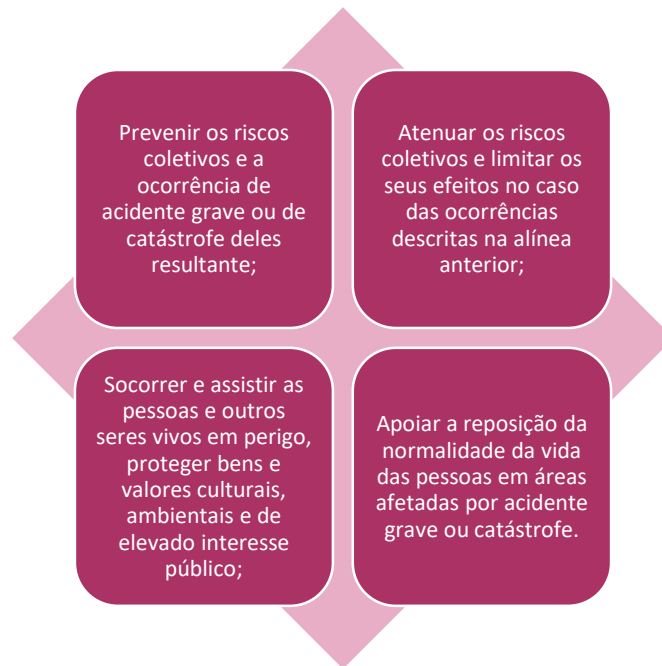 Prevenir os riscos
coletivos e a
ocorrência de
acidente grave ou de
catástrofe deles
resultante;
Atenuar os riscos
coletivos e limitar os
seus efeitos no caso
das ocorrências
descritas na alínea
anterior;
Socorrer e assistir as
pessoas e outros
seres vivos em perigo,
proteger bens e
valores culturais,
ambientais e de
elevado interesse
público;
Apoiar a reposição da
normalidade da vida
das pessoas em áreas
afetadas por acidente
grave ou catástrofe.